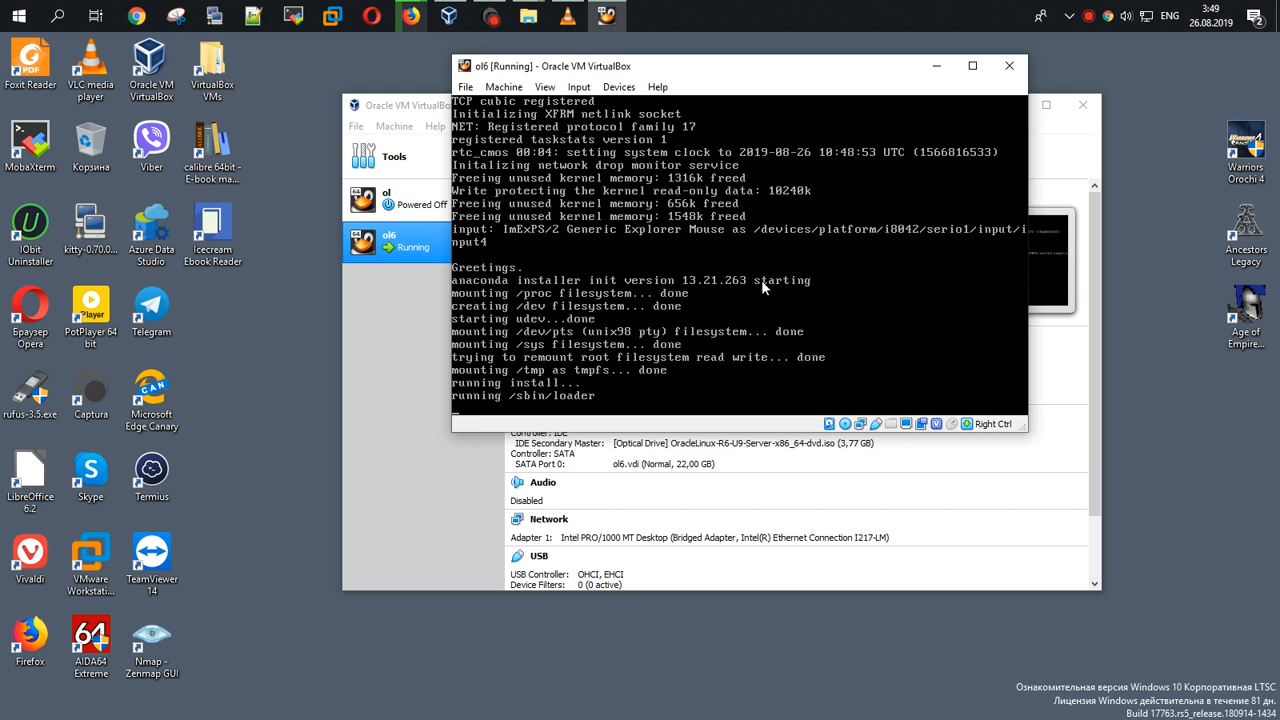 ENG
3:49
26.08.2019
2
Foxit Reader
VLC media
player
Oracle VM
VirtualBox
VirtualBox
VMs
MobaXterm
Корзина
Viber
calibre 64bit -
E-book ma...
IObit
Uninstaller
kitty-0.70.0...
Azure Data
Studio
Icecream
Ebook Reader
Браузер
Opera
PotPlayer 64
bit
Telegram
rufus-3.5.exe
Captura
Microsoft
Edge Canary
LibreOffice
6.2
Skype
Termius
Vivaldi
VMware
Workstati...
TeamViewer
14
Firefox
AIDA64
Extreme
Nmap -
Zenmap GUI
Warriors
Orochi 4
Ancestors
Legacy
Age of
Empire...
Oracle VM VirtualBo
File Machine Help
Tools
ol
Powered Off
ol6
Running
ol6 [Running] - Oracle VM VirtualBox
File Machine View Input Devices Help
TCP cubic registered
Initializing XFRM netlink socket
NET: Registered protocol family 17
registered taskstats version 1
rtc_cmos 00:04: setting system clock to 2019-08-26 10:48:53 UTC (1566816533)
Initalizing network drop monitor service
Freeing unused kernel memory: 1316k freed
Write protecting the kernel read-only data: 10240k
Freeing unused kernel memory: 656k freed
Freeing unused kernel memory: 1548k freed
input: ImExPS/2 Generic Explorer Mouse as /devices/platform/i8042/serio1/input/i
nput4
Greetings.
anaconda installer init version 13.21.263 starting
mounting /proc filesystem... done
creating /dev filesystem... done
starting udev...done
mounting /dev/pts (unix98 pty) filesystem... done
mounting /sys filesystem... done
trying to remount root filesystem read write... done
mounting /tmp as tmpfs... done
running install...
running /sbin/loader
Right Ctrl
Controller: IDE
IDE Secondary Master: [Optical Drive] OracleLinux-R6-U9-Server-x86_64-dvd.iso (3,77 GB)
Controller: SATA
SATA Port 0: ol6.vdi (Normal, 22,00 GB)
Audio
Disabled
Network
Adapter 1: Intel PRO/1000 MT Desktop (Bridged Adapter, Intel(R) Ethernet Connection I217-LM)
USB
USB Controller: OHCI, EHCI
Device Filters: 0 (0 active)
Ознакомительная версия Windows 10 Корпоративная LTSC
Лицензия Windows действительна в течение 81 дн.
Build 17763.rs5_release.180914-1434